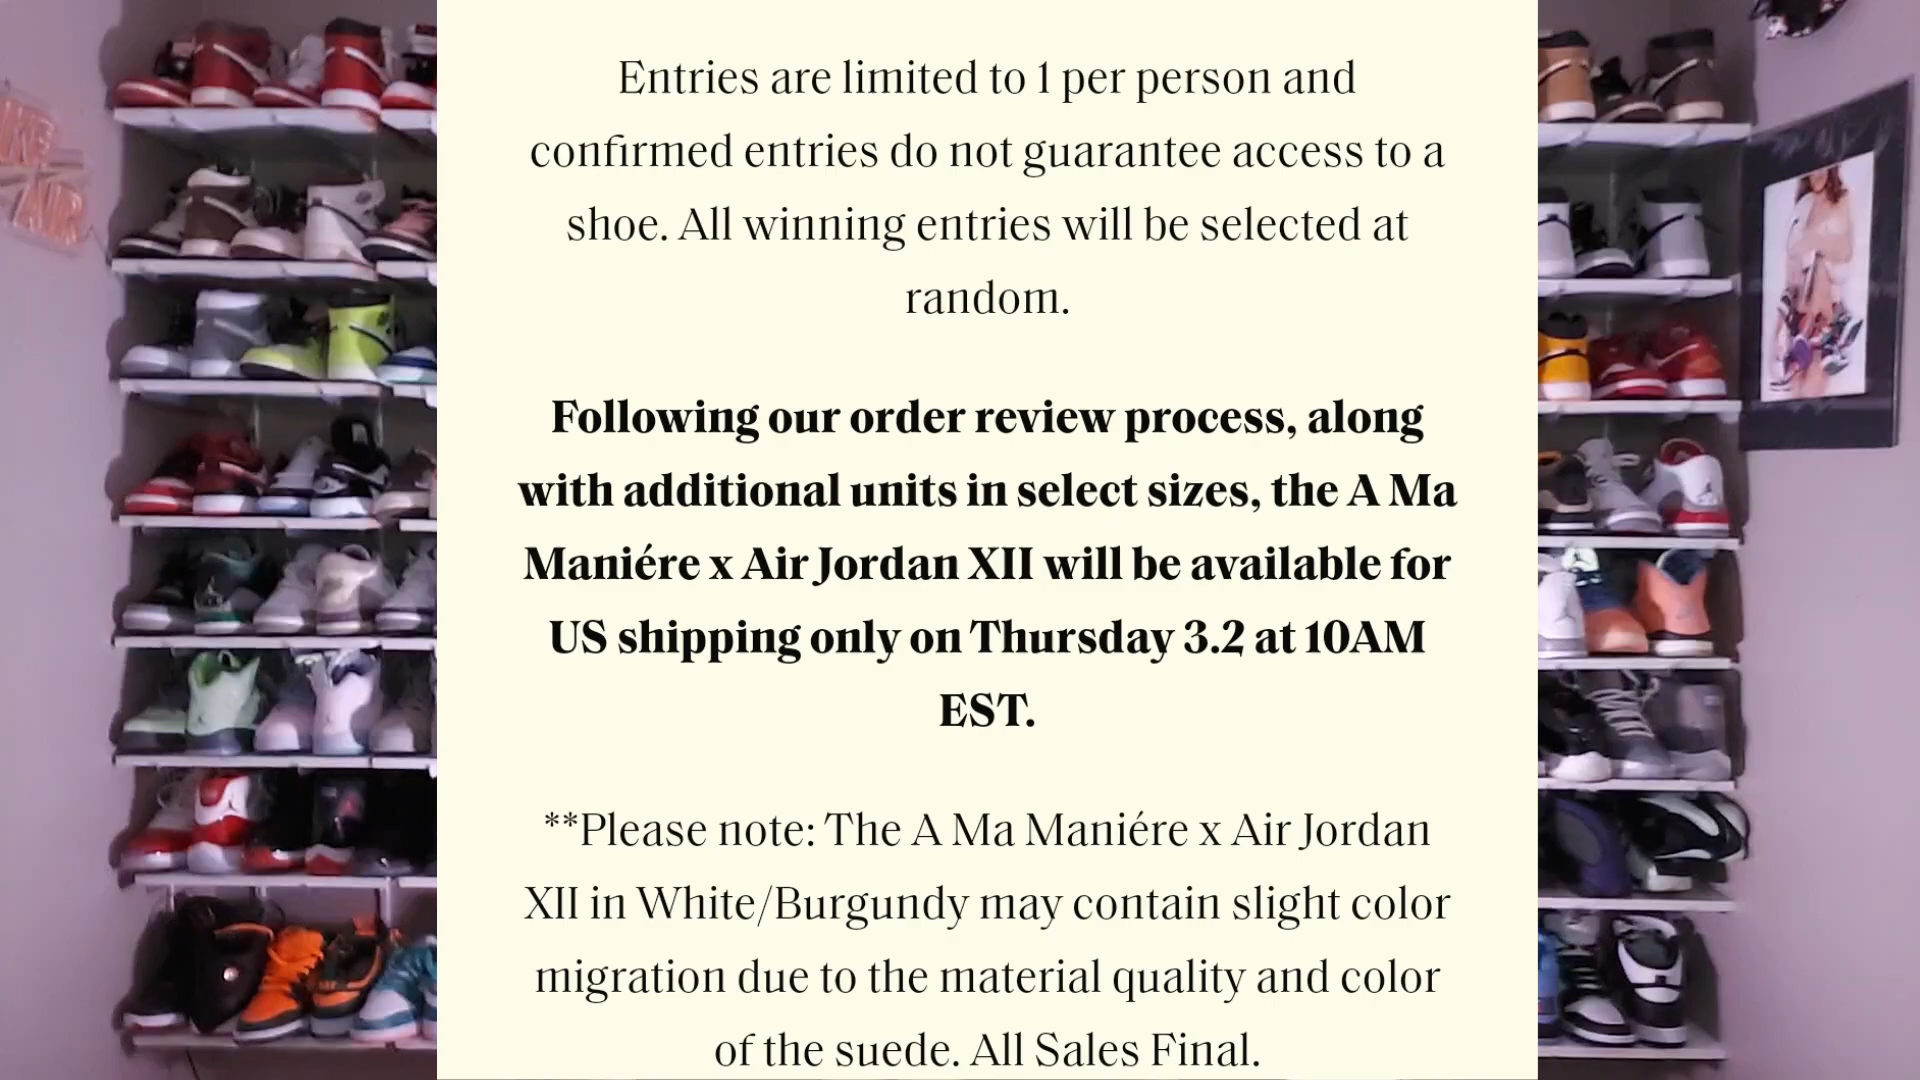 Entries are limited to 1 per person and
confirmed entries do not guarantee access to a
shoe. All winning entries will be selected at
random.
Following our order review process, along
with additional units in select sizes, the A Ma
Maniére x Air Jordan XII will be available for
US shipping only on Thursday 3.2 at 10AM
EST.
**Please note: The A Ma Maniére x Air Jordan
XII in White/Burgundy may contain slight color
migration due to the material quality and color
of the suede. All Sales Final.